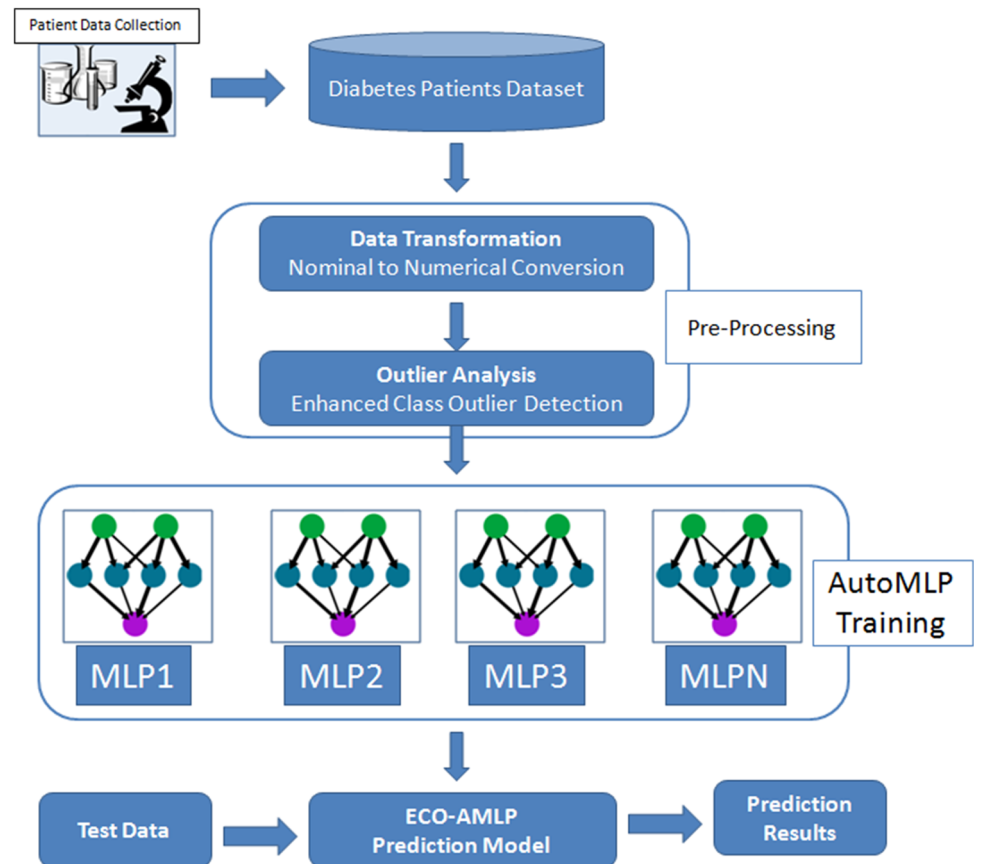 Patient Data Collection
Diabetes Patients Dataset
Data Transformation
Nominal to Numerical Conversion
Pre-Processing
Outlier Analysis
Enhanced Class Outlier Detection
AutoMLP
Training
MLP1
MLP2
MLP3
MLPN
Test Data
ECO-AMLP
Prediction Model
Prediction
Results